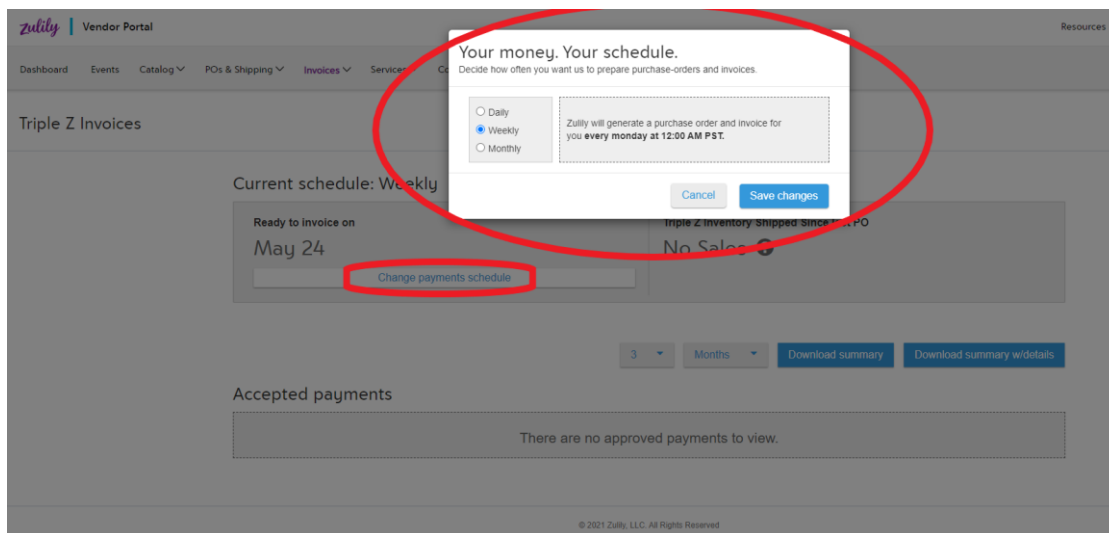 zulily | Vendor Portal
Resources
Dashboard Events Catalog POs & Shipping Invoices Services
Your money. Your schedule.
Decide how often you want us to prepare purchase-orders and invoices.
Daily
Weekly
Monthly
Zulily will generate a purchase order and invoice for
you every monday at 12:00 AM PST.
Cancel Save changes
Triple Z Invoices
Current schedule: Weekly
Ready to invoice on
May 24
Change payments schedule
Triple Z Inventory Shipped Since PO
No Sales
3 Months Download summary Download summary w/details
Accepted payments
There are no approved payments to view.
© 2021 Zulily, LLC. All Rights Reserved